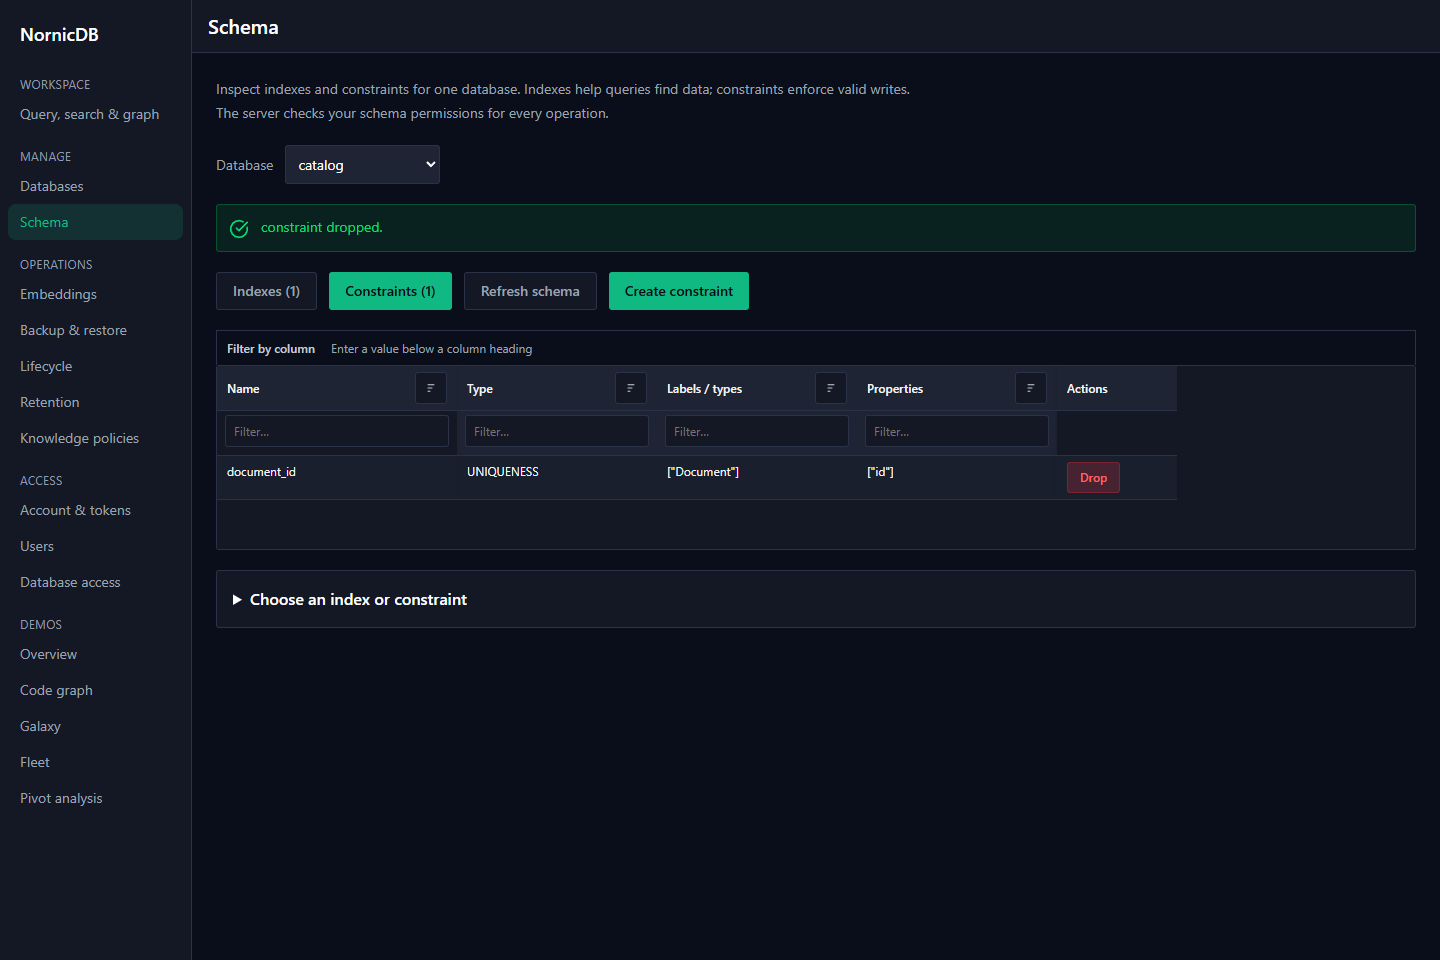 NornicDB
WORKSPACE
Query, search & graph
MANAGE
Databases
Schema
OPERATIONS
Embeddings
Backup & restore
Lifecycle
Retention
Knowledge policies
ACCESS
Account & tokens
Users
Database access
DEMOS
Overview
Code graph
Galaxy
Fleet
Pivot analysis
Schema
Inspect indexes and constraints for one database. Indexes help queries find data; constraints enforce valid writes.
The server checks your schema permissions for every operation.
Database catalog
constraint dropped.
Indexes (1) Constraints (1) Refresh schema Create constraint
Filter by column Enter a value below a column heading
Name Type Labels / types Properties Actions
Filter... Filter... Filter... Filter...
document_id UNIQUENESS ["Document"] ["id"] Drop
Choose an index or constraint